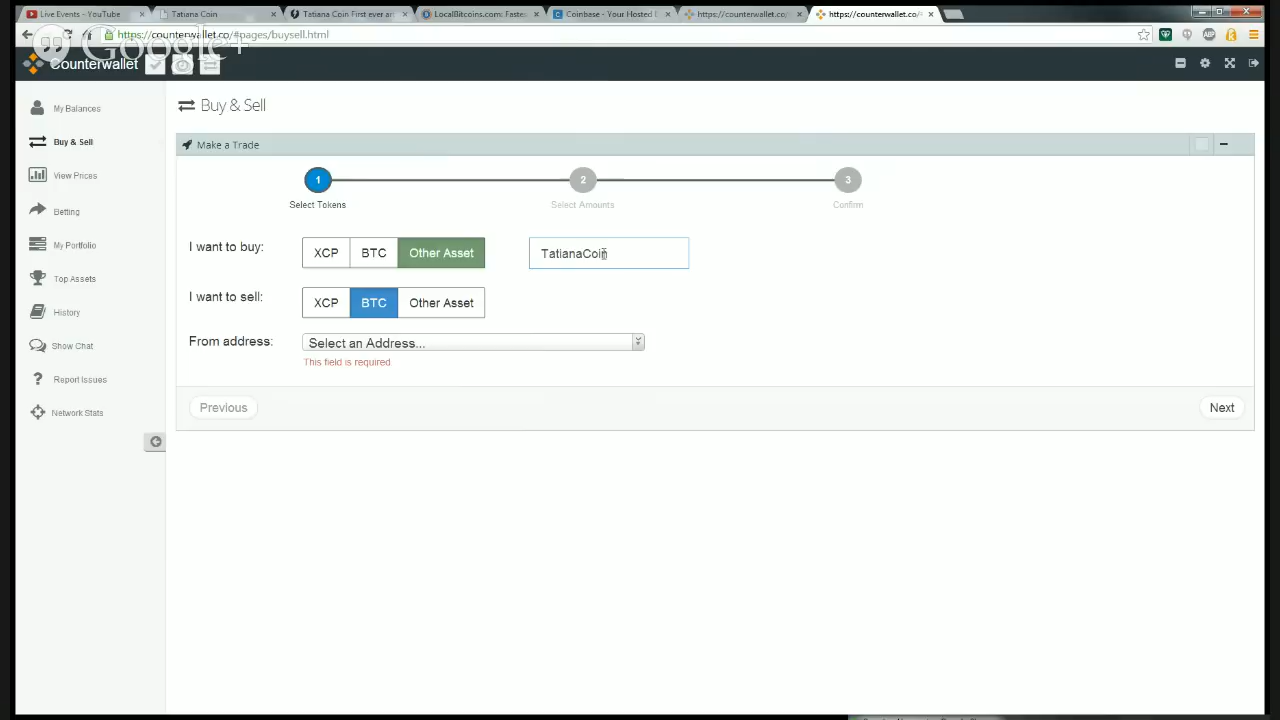 Live Events - YouTube
Tatiana Coin
Tatiana Coin First ever ar
LocalBitcoins.com: Fastes
Coinbase - Your Hosted
https://counterwallet.co/
https://counterwallet.co/
https://counterwallet.co/#pages/buysell.html
Google+
Counterwallet
My Balances
Buy & Sell
View Prices
Betting
My Portfolio
Top Assets
History
Show Chat
Report Issues
Network Stats
Buy & Sell
Make a Trade
1
2
3
Select Tokens
Select Amounts
Confirm
I want to buy:
XCP
BTC
Other Asset
TatianaCoin
I want to sell:
XCP
BTC
Other Asset
From address:
Select an Address...
This field is required.
Previous
Next